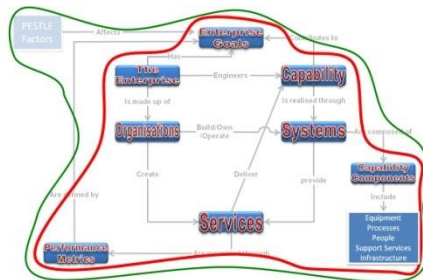 PESTLE
Factors
Affects
Enterprise
Goals
Contributes to
Has
The Enterprise
Engineers
Capability
Is made up of
Is realised through
Organisations
Build/Own
/Operate
Systems
Are composed of
Create
Deliver
provide
Capability
Components
Are defined by
Include
Services
Equipment
Processes
People
Support Services
Infrastructure
Performance
Metrics